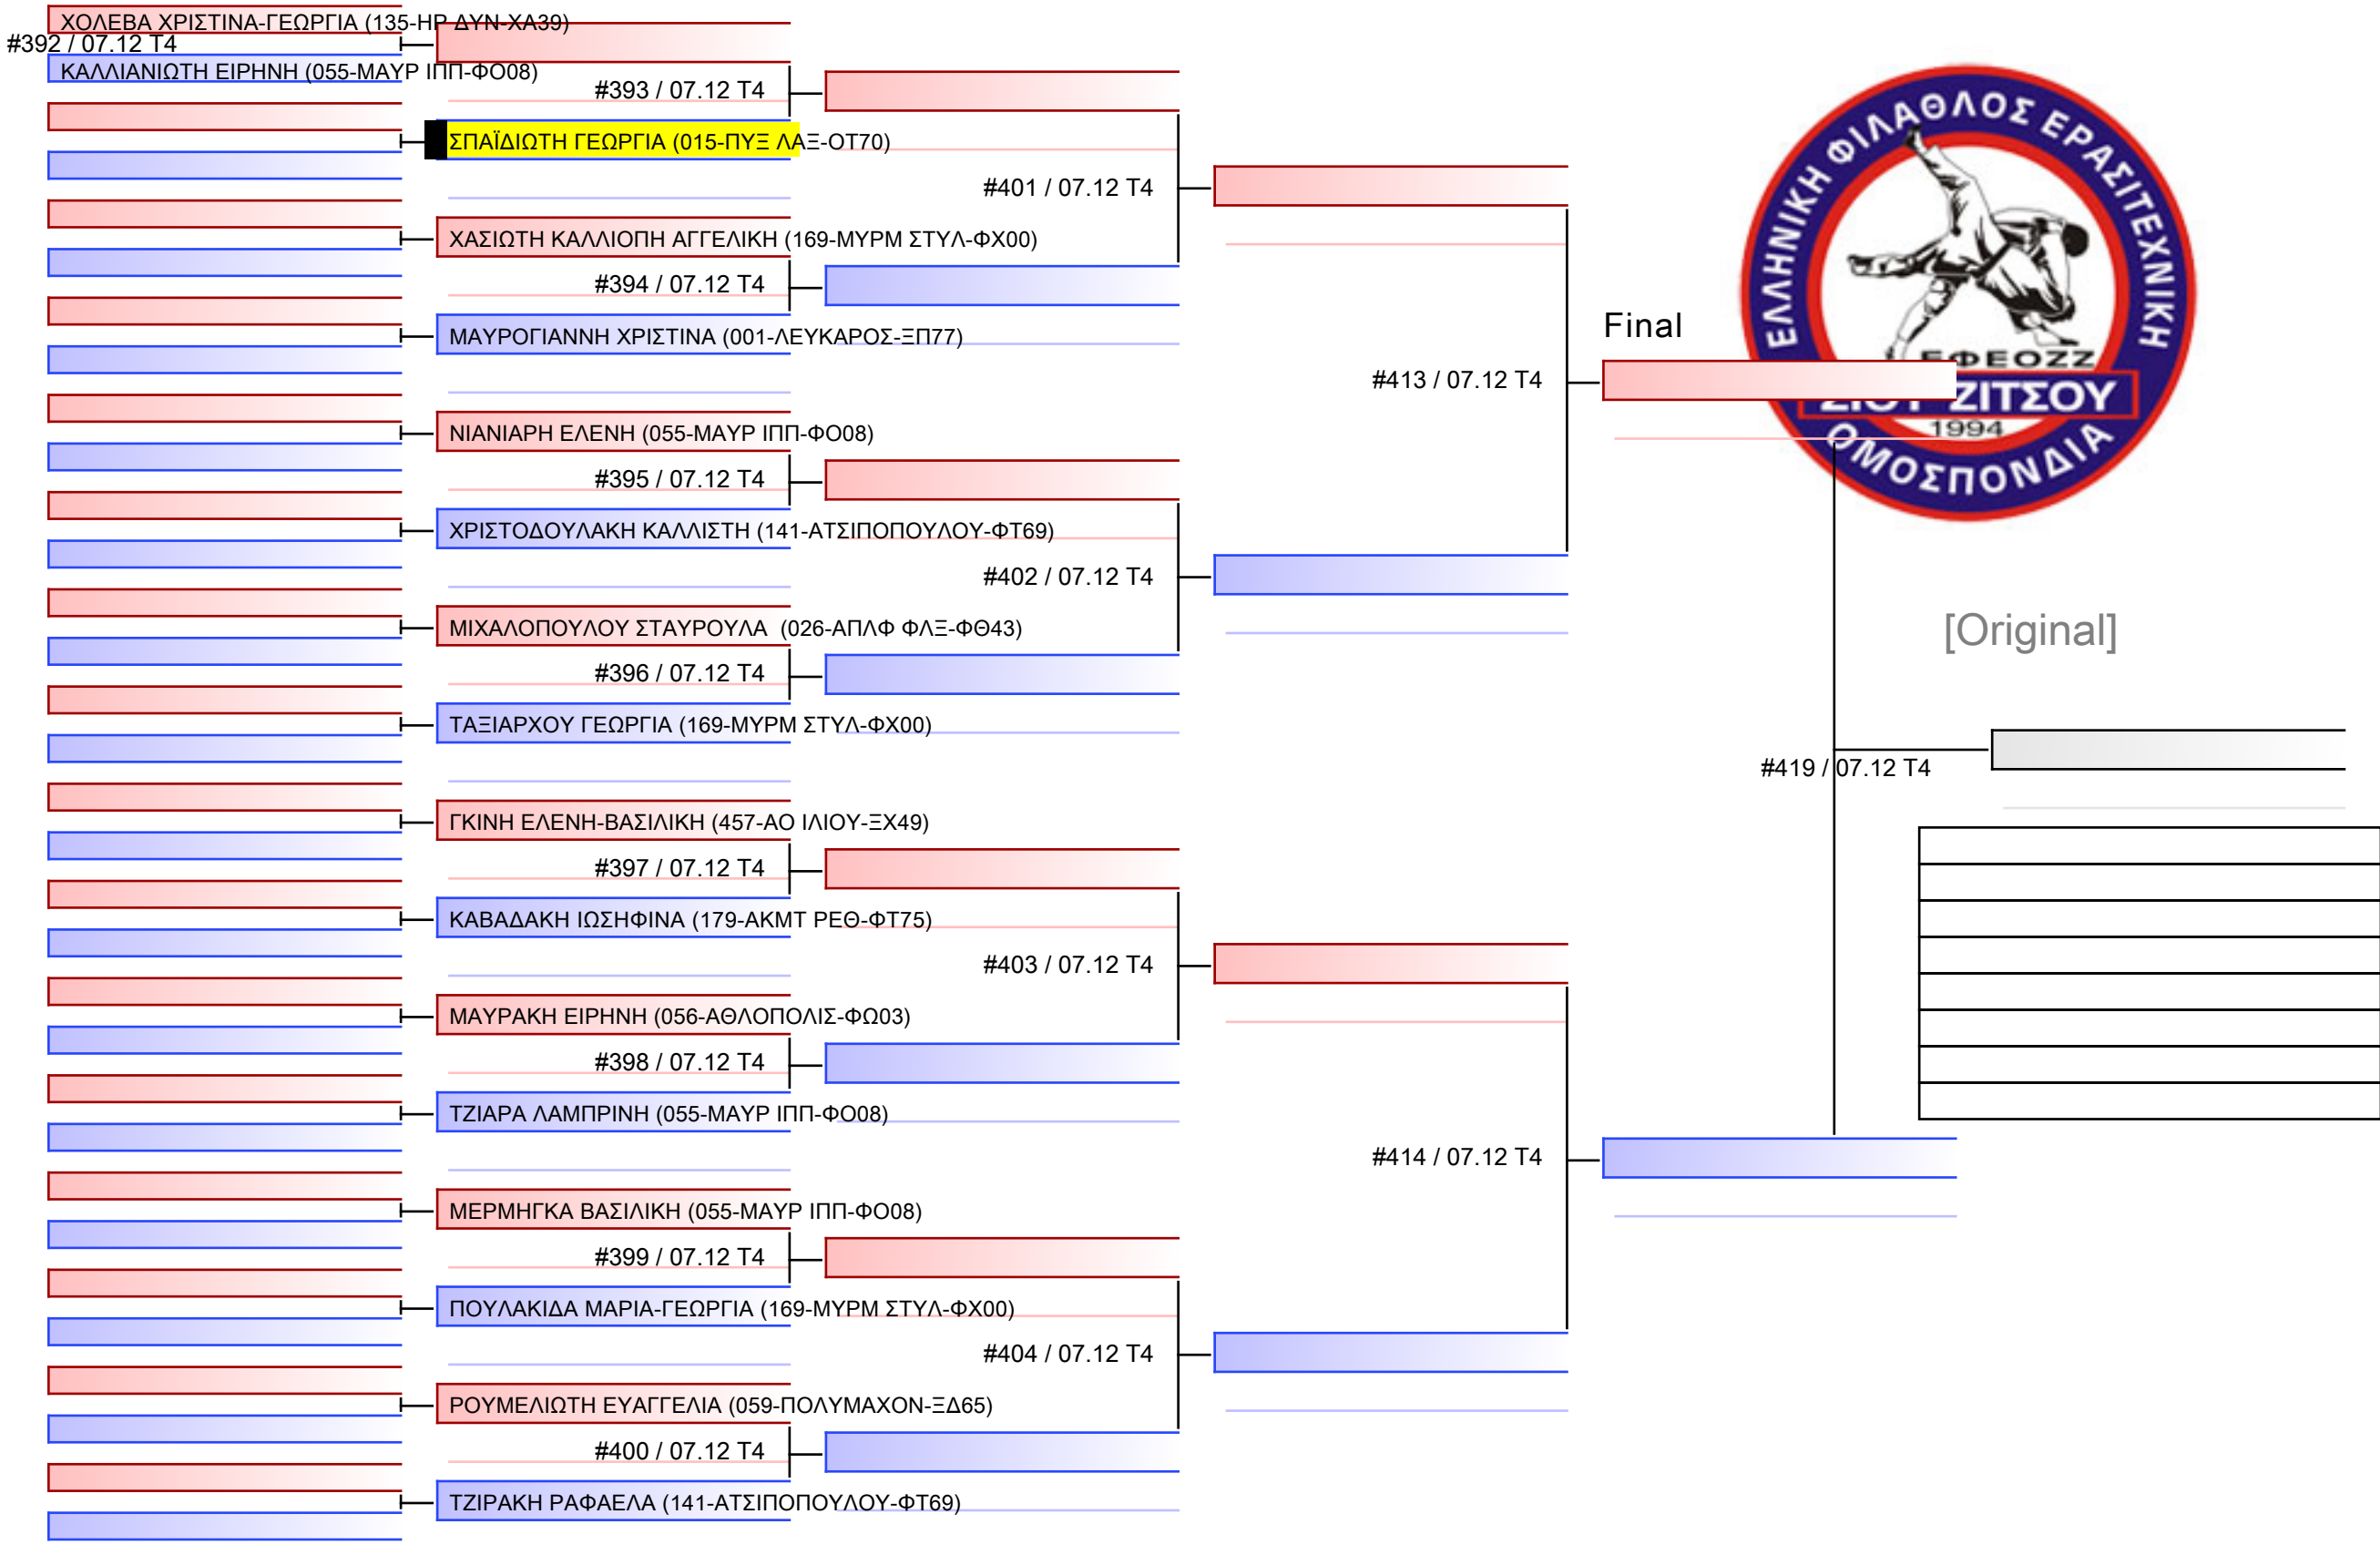 ΧΟΛΕΒΑ ΧΡΙΣΤΙΝΑ-ΓΕΩΡΓΙΑ (135-ΗΡ ΔΥΝ-ΧΑ39)
#392 / 07.12 T4
ΚΑΛΛΙΑΝΙΩΤΗ ΕΙΡΗΝΗ (055-ΜΑΥΡ ΙΠΠ-ΦΟ08)
#393 / 07.12 T4
ΣΠΑΪΔΙΩΤΗ ΓΕΩΡΓΙΑ (015-ΠΥΞ ΛΑΞ-ΟΤ70)
#401 / 07.12 T4
ΧΑΣΙΩΤΗ ΚΑΛΛΙΟΠΗ ΑΓΓΕΛΙΚΗ (169-ΜΥΡΜ ΣΤΥΛ-ΦΧ00)
#394 / 07.12 T4
ΜΑΥΡΟΓΙΑΝΝΗ ΧΡΙΣΤΙΝΑ (001-ΛΕΥΚΑΡΟΣ-ΞΠ77)
#413 / 07.12 T4
ΝΙΑΝΙΑΡΗ ΕΛΕΝΗ (055-ΜΑΥΡ ΙΠΠ-ΦΟ08)
#395 / 07.12 T4
ΧΡΙΣΤΟΔΟΥΛΑΚΗ ΚΑΛΛΙΣΤΗ (141-ΑΤΣΙΠΟΠΟΥΛΟΥ-ΦΤ69)
#402 / 07.12 T4
ΜΙΧΑΛΟΠΟΥΛΟΥ ΣΤΑΥΡΟΥΛΑ (026-ΑΠΛΦ ΦΛΞ-ΦΘ43)
#396 / 07.12 T4
ΤΑΞΙΑΡΧΟΥ ΓΕΩΡΓΙΑ (169-ΜΥΡΜ ΣΤΥΛ-ΦΧ00)
ΓΚΙΝΗ ΕΛΕΝΗ-ΒΑΣΙΛΙΚΗ (457-ΑΟ ΙΛΙΟΥ-ΞΧ49)
#397 / 07.12 T4
ΚΑΒΑΔΑΚΗ ΙΩΣΗΦΙΝΑ (179-ΑΚΜΤ ΡΕΘ-ΦΤ75)
#403 / 07.12 T4
ΜΑΥΡΑΚΗ ΕΙΡΗΝΗ (056-ΑΘΛΟΠΟΛΙΣ-ΦΩ03)
#398 / 07.12 T4
ΤΖΙΑΡΑ ΛΑΜΠΡΙΝΗ (055-ΜΑΥΡ ΙΠΠ-ΦΟ08)
#414 / 07.12 T4
ΜΕΡΜΗΓΚΑ ΒΑΣΙΛΙΚΗ (055-ΜΑΥΡ ΙΠΠ-ΦΟ08)
#399 / 07.12 T4
ΠΟΥΛΑΚΙΔΑ ΜΑΡΙΑ-ΓΕΩΡΓΙΑ (169-ΜΥΡΜ ΣΤΥΛ-ΦΧ00)
#404 / 07.12 T4
ΡΟΥΜΕΛΙΩΤΗ ΕΥΑΓΓΕΛΙΑ (059-ΠΟΛΥΜΑΧΟΝ-ΞΔ65)
#400 / 07.12 T4
ΤΖΙΡΑΚΗ ΡΑΦΑΕΛΑ (141-ΑΤΣΙΠΟΠΟΥΛΟΥ-ΦΤ69)
Final
ΕΛΛΗΝΙΚΗ ΦΙΛΑΘΛΟΣ ΕΡΑΣΙΤΕΧΝΙΚΗ
ΕΦΕΟΖΖ
ΖΙΟΥ ΖΙΤΣΟΥ
1994
ΟΜΟΣΠΟΝΔΙΑ
[Original]
#419 / 07.12 T4